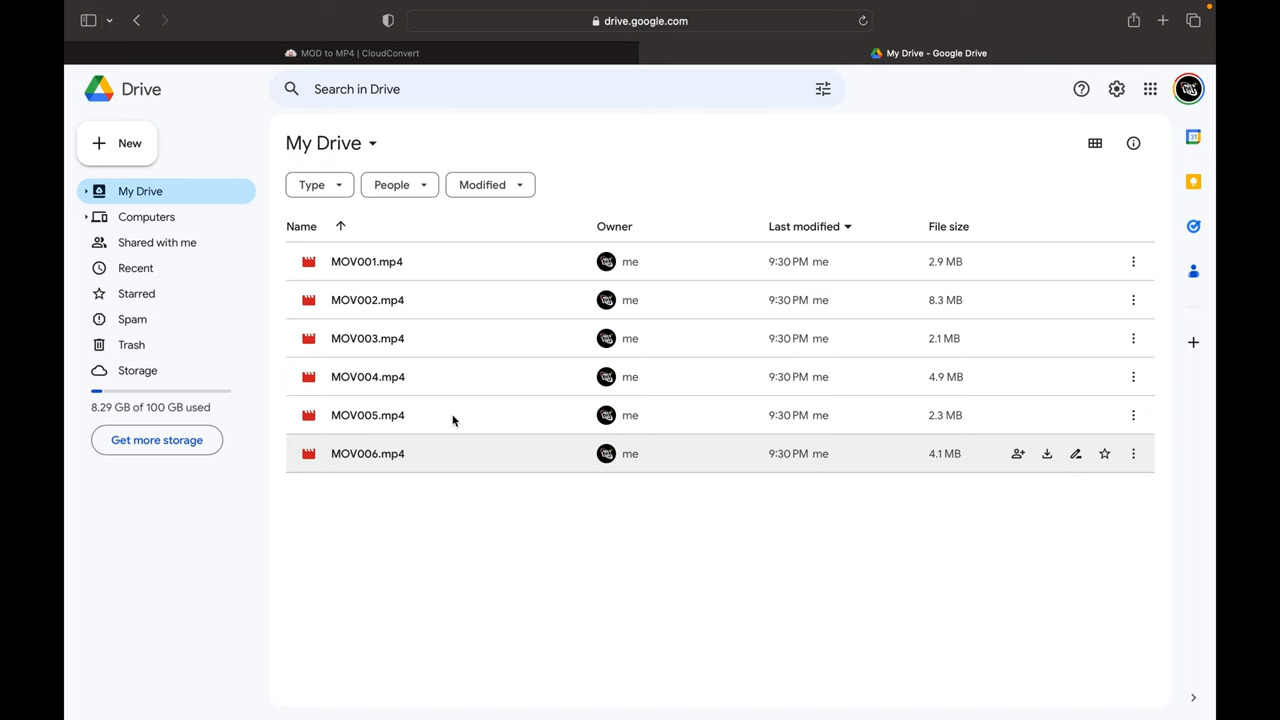 drive.google.com
MOD to MP4 | CloudConvert
My Drive - Google Drive
Drive
Search in Drive
New
My Drive
Computers
Shared with me
Recent
Starred
Spam
Trash
Storage
8.29 GB of 100 GB used
Get more storage
My Drive
Type People Modified
Name Owner Last modified File size
MOV001.mp4 me 9:30 PM me 2.9 MB
MOV002.mp4 me 9:30 PM me 8.3 MB
MOV003.mp4 me 9:30 PM me 2.1 MB
MOV004.mp4 me 9:30 PM me 4.9 MB
MOV005.mp4 me 9:30 PM me 2.3 MB
MOV006.mp4 me 9:30 PM me 4.1 MB
31